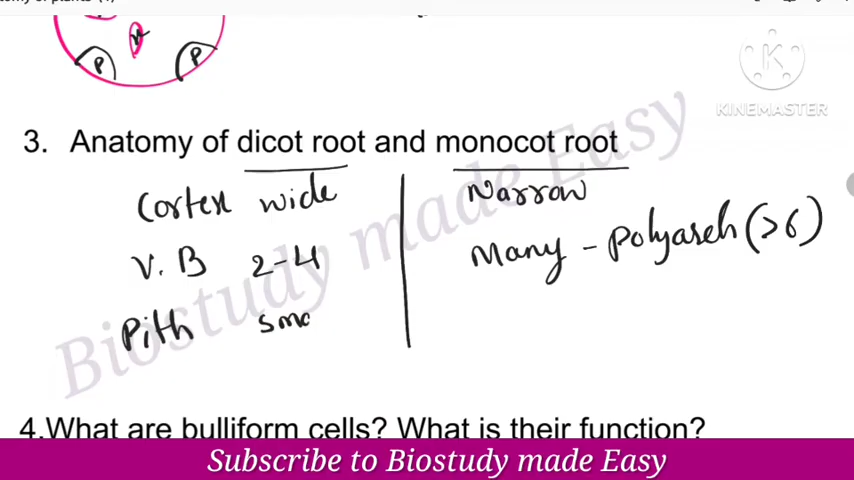 P
P
KINEMASTER
3. Anatomy of dicot root and monocot root
Cortex wide Narrow
V. B 2-4 Many - polyarch (>6)
Pith
Biostudy made Easy
4.What are bulliform cells? What is their function?
Subscribe to Biostudy made Easy